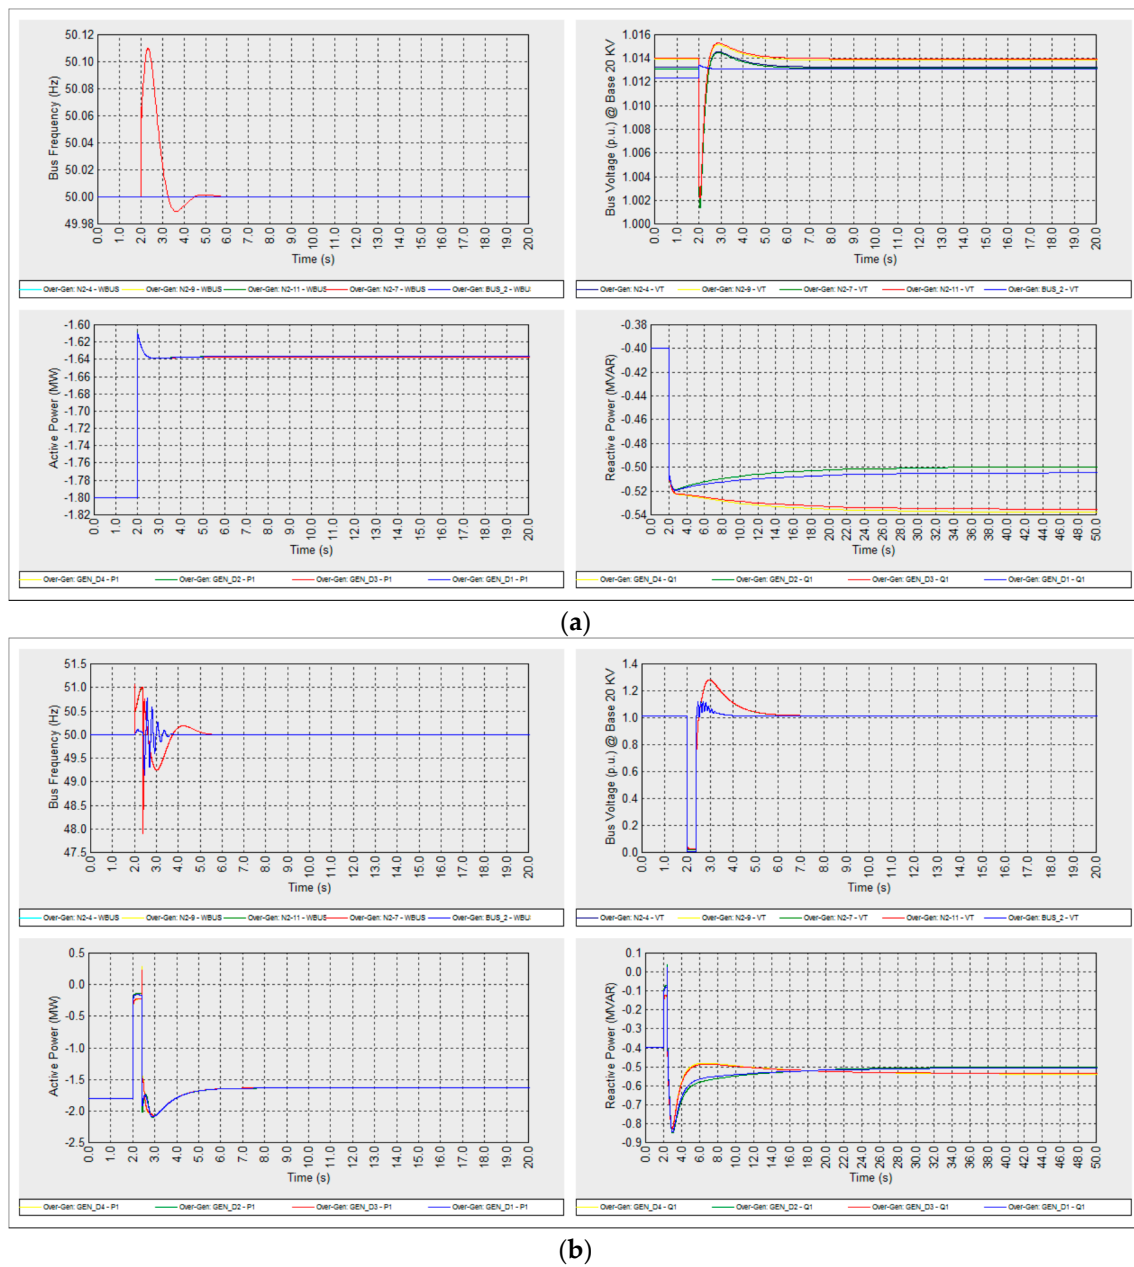 50.12
50.10
50.08
50.06
50.04
50.02
50.00
49.98
Bus Frequency (Hz)
0.0 1.0 2.0 3.0 4.0 5.0 6.0 7.0 8.0 9.0 10.0 11.0 12.0 13.0 14.0 15.0 16.0 17.0 18.0 19.0 20.0
Time (s)
Over-Gen: N2-4 - WBUS Over-Gen: N2-9 - WBUS Over-Gen: N2-11 - WBUS Over-Gen: N2-7 - WBUS Over-Gen: BUS_2 - WBU
1.016
1.014
1.012
1.010
1.008
1.006
1.004
1.002
1.000
Bus Voltage (p.u.) @ Base 20 KV
0.0 1.0 2.0 3.0 4.0 5.0 6.0 7.0 8.0 9.0 10.0 11.0 12.0 13.0 14.0 15.0 16.0 17.0 18.0 19.0 20.0
Time (s)
Over-Gen: N2-4 - VT Over-Gen: N2-9 - VT Over-Gen: N2-7 - VT Over-Gen: N2-11 - VT Over-Gen: BUS_2 - VT
-1.60
-1.62
-1.64
-1.66
-1.68
-1.70
-1.72
-1.74
-1.76
-1.78
-1.80
-1.82
Active Power (MW)
0.0 1.0 2.0 3.0 4.0 5.0 6.0 7.0 8.0 9.0 10.0 11.0 12.0 13.0 14.0 15.0 16.0 17.0 18.0 19.0 20.0
Time (s)
Over-Gen: GEN_D4 - P1 Over-Gen: GEN_D2 - P1 Over-Gen: GEN_D3 - P1 Over-Gen: GEN_D1 - P1
-0.38
-0.40
-0.42
-0.44
-0.46
-0.48
-0.50
-0.52
-0.54
Reactive Power (MVAR)
0.0 2.0 4.0 6.0 8.0 10.0 12.0 14.0 16.0 18.0 20.0 22.0 24.0 26.0 28.0 30.0 32.0 34.0 36.0 38.0 40.0 42.0 44.0 46.0 48.0 50.0
Time (s)
Over-Gen: GEN_D4 - Q1 Over-Gen: GEN_D2 - Q1 Over-Gen: GEN_D3 - Q1 Over-Gen: GEN_D1 - Q1
(a)
51.5
51.0
50.5
50.0
49.5
49.0
48.5
48.0
47.5
Bus Frequency (Hz)
0.0 1.0 2.0 3.0 4.0 5.0 6.0 7.0 8.0 9.0 10.0 11.0 12.0 13.0 14.0 15.0 16.0 17.0 18.0 19.0 20.0
Time (s)
Over-Gen: N2-4 - WBUS Over-Gen: N2-9 - WBUS Over-Gen: N2-11 - WBUS Over-Gen: N2-7 - WBUS Over-Gen: BUS_2 - WBU
1.4
1.2
1.0
0.8
0.6
0.4
0.2
0.0
Bus Voltage (p.u.) @ Base 20 KV
0.0 1.0 2.0 3.0 4.0 5.0 6.0 7.0 8.0 9.0 10.0 11.0 12.0 13.0 14.0 15.0 16.0 17.0 18.0 19.0 20.0
Time (s)
Over-Gen: N2-4 - VT Over-Gen: N2-9 - VT Over-Gen: N2-7 - VT Over-Gen: N2-11 - VT Over-Gen: BUS_2 - VT
0.5
0.0
-0.5
-1.0
-1.5
-2.0
-2.5
Active Power (MW)
0.0 1.0 2.0 3.0 4.0 5.0 6.0 7.0 8.0 9.0 10.0 11.0 12.0 13.0 14.0 15.0 16.0 17.0 18.0 19.0 20.0
Time (s)
Over-Gen: GEN_D4 - P1 Over-Gen: GEN_D2 - P1 Over-Gen: GEN_D3 - P1 Over-Gen: GEN_D1 - P1
0.1
0.0
-0.1
-0.2
-0.3
-0.4
-0.5
-0.6
-0.7
-0.8
-0.9
Reactive Power (MVAR)
0.0 2.0 4.0 6.0 8.0 10.0 12.0 14.0 16.0 18.0 20.0 22.0 24.0 26.0 28.0 30.0 32.0 34.0 36.0 38.0 40.0 42.0 44.0 46.0 48.0 50.0
Time (s)
Over-Gen: GEN_D4 - Q1 Over-Gen: GEN_D2 - Q1 Over-Gen: GEN_D3 - Q1 Over-Gen: GEN_D1 - Q1
(b)